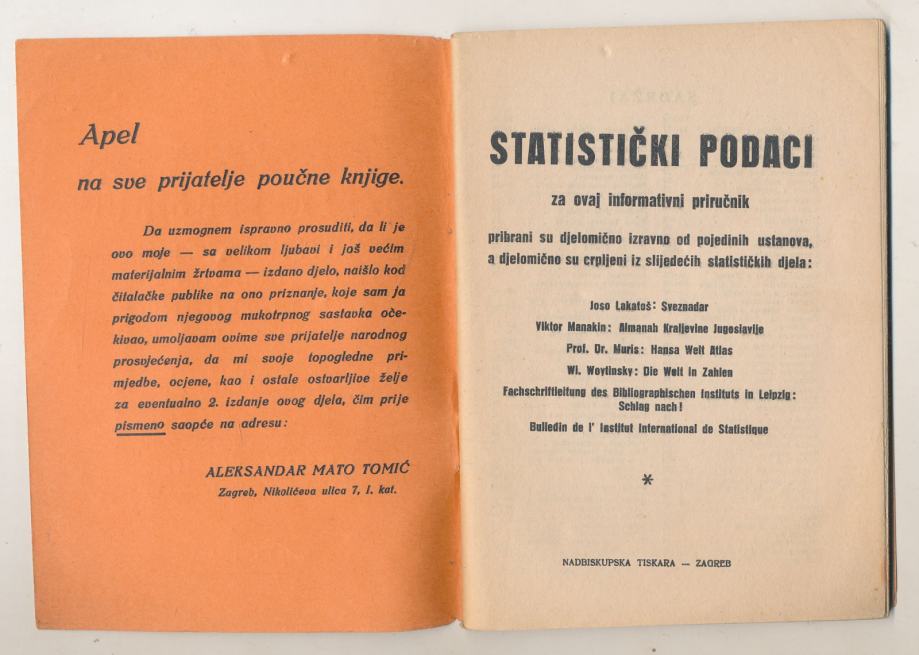 Apel
na sve prijatelje poučne knjige.
Da uzmognem ispravno prosuditi, da li je
ovo moje — sa velikom ljubavi i još većim
materijalnim žrtvama — izdano djelo, naišlo kod
čitalačke publike na ono priznanje, koje sam ja
prigodom njegovog mukotrpnog sastavka oče-
kivao, umoljavam ovime sve prijatelje narodnog
prosvjećenja, da mi svoje topogledne pri-
mjedbe, ocjene, kao i ostale ostvarljive želje
za eventualno 2. izdanje ovog djela, čim prije
pismeno saopće na adresu:
ALEKSANDAR MATO TOMIĆ
Zagreb, Nikolićeva ulica 7, I. kat.
STATISTIČKI PODACI
za ovaj informativni priručnik
pribrani su djelomično izravno od pojedinih ustanova,
a djelomično su crpljeni iz slijedećih statističkih djela:
Joso Lakatoš: Sveznadar
Viktor Manakin: Almanah Kraljevine Jugoslavije
Prof. Dr. Muris: Hansa Welt Atlas
Wl. Woytinsky: Die Welt in Zahlen
Fachschriftleitung des Bibliographischen Instituts in Leipzig:
Schlag nach!
Bulledin de l' Institut International de Statistique
*
NADBISKUPSKA TISKARA — ZAGREB